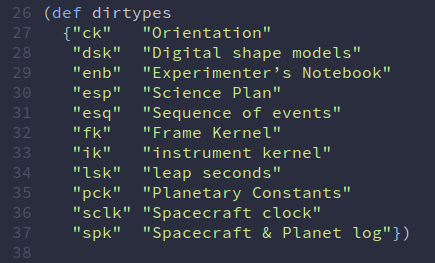 26 (def dirtypes
27   {"ck"   "Orientation"
28    "dsk"  "Digital shape models"
29    "enb"  "Experimenter’s Notebook"
30    "esp"  "Science Plan"
31    "esq"  "Sequence of events"
32    "fk"   "Frame Kernel"
33    "ik"   "instrument kernel"
34    "lsk"  "leap seconds"
35    "pck"  "Planetary Constants"
36    "sclk" "Spacecraft clock"
37    "spk"  "Spacecraft & Planet log"})
38